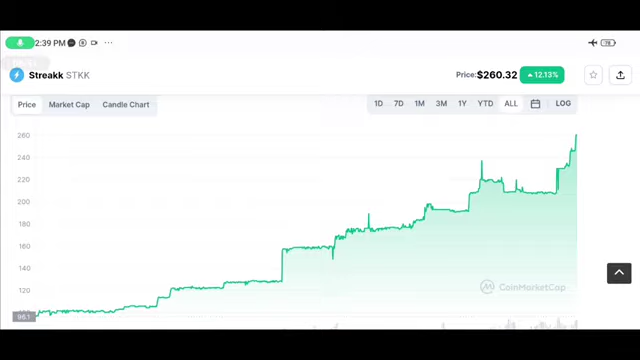 2:39 PM ...
78
Streakk STKK
Price: $260.32 ▲ 12.13%
Price Market Cap Candle Chart
1D 7D 1M 3M 1Y YTD ALL LOG
260
240
220
200
180
160
140
120
CoinMarketCap